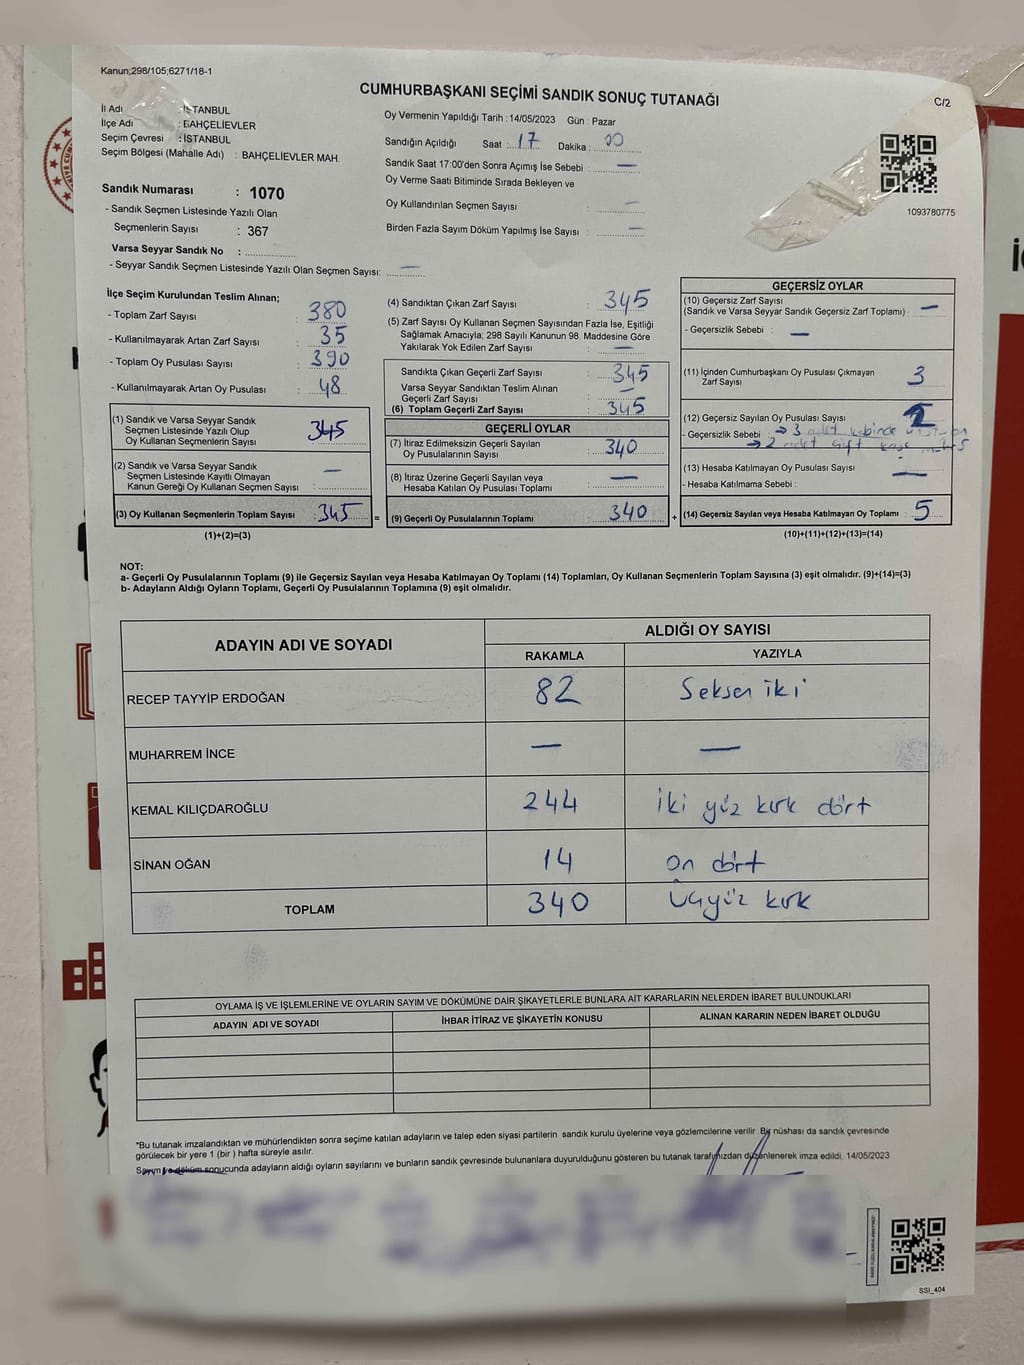 Kanun;298/105;6271/18-1
CUMHURBAŞKANI SEÇİMİ SANDIK SONUÇ TUTANAĞI
C/2
İl Adı : İSTANBUL
İlçe Adı : BAHÇELİEVLER
Seçim Çevresi : İSTANBUL
Seçim Bölgesi (Mahalle Adı) : BAHÇELİEVLER MAH.
Sandık Numarası : 1070
- Sandık Seçmen Listesinde Yazılı Olan
Seçmenlerin Sayısı : 367
Varsa Seyyar Sandık No :
- Seyyar Sandık Seçmen Listesinde Yazılı Olan Seçmen Sayısı: —
Oy Vermenin Yapıldığı Tarih : 14/05/2023 Gün : Pazar
Sandığın Açıldığı Saat : 17 Dakika : 00
Sandık Saat 17:00'den Sonra Açımış İse Sebebi : —
Oy Verme Saati Bitiminde Sırada Bekleyen ve
Oy Kullandırılan Seçmen Sayısı : —
Birden Fazla Sayım Döküm Yapılmış İse Sayısı : —
1093780775
İlçe Seçim Kurulundan Teslim Alınan;
- Toplam Zarf Sayısı : 380
- Kullanılmayarak Artan Zarf Sayısı : 35
- Toplam Oy Pusulası Sayısı : 390
- Kullanılmayarak Artan Oy Pusulası : 48
(1) Sandık ve Varsa Seyyar Sandık
Seçmen Listesinde Yazılı Olup
Oy Kullanan Seçmenlerin Sayısı : 345
(2) Sandık ve Varsa Seyyar Sandık
Seçmen Listesinde Kayıtlı Olmayan
Kanun Gereği Oy Kullanan Seçmen Sayısı : —
(3) Oy Kullanan Seçmenlerin Toplam Sayısı : 345 =
(1)+(2)=(3)
(4) Sandıktan Çıkan Zarf Sayısı : 345
(5) Zarf Sayısı Oy Kullanan Seçmen Sayısından Fazla İse, Eşitliği
Sağlamak Amacıyla; 298 Sayılı Kanunun 98. Maddesine Göre
Yakılarak Yok Edilen Zarf Sayısı : —
Sandıkta Çıkan Geçerli Zarf Sayısı : 345
Varsa Seyyar Sandıktan Teslim Alınan
Geçerli Zarf Sayısı : —
(6) Toplam Geçerli Zarf Sayısı : 345
GEÇERLİ OYLAR
(7) İtiraz Edilmeksizin Geçerli Sayılan
Oy Pusulalarının Sayısı : 340
(8) İtiraz Üzerine Geçerli Sayılan veya
Hesaba Katılan Oy Pusulası Toplamı : —
(9) Geçerli Oy Pusulalarının Toplamı : 340 +
GEÇERSİZ OYLAR
(10) Geçersiz Zarf Sayısı
(Sandık ve Varsa Seyyar Sandık Geçersiz Zarf Toplamı) : —
- Geçersizlik Sebebi : —
(11) İçinden Cumhurbaşkanı Oy Pusulası Çıkmayan
Zarf Sayısı : 3
(12) Geçersiz Sayılan Oy Pusulası Sayısı : 2
- Geçersizlik Sebebi → 3 adet
→ 2 adet çift
(13) Hesaba Katılmayan Oy Pusulası Sayısı : —
- Hesaba Katılmama Sebebi :
(14) Geçersiz Sayılan veya Hesaba Katılmayan Oy Toplamı : 5
(10)+(11)+(12)+(13)=(14)
NOT:
a- Geçerli Oy Pusulalarının Toplamı (9) ile Geçersiz Sayılan veya Hesaba Katılmayan Oy Toplamı (14) Toplamları, Oy Kullanan Seçmenlerin Toplam Sayısına (3) eşit olmalıdır. (9)+(14)=(3)
b- Adayların Aldığı Oyların Toplamı, Geçerli Oy Pusulalarının Toplamına (9) eşit olmalıdır.
ADAYIN ADI VE SOYADI
ALDIĞI OY SAYISI
RAKAMLA YAZIYLA
RECEP TAYYİP ERDOĞAN 82 Seksen iki
MUHARREM İNCE — —
KEMAL KILIÇDAROĞLU 244 iki yüz kırk dört
SİNAN OĞAN 14 on dört
TOPLAM 340 Üçyüz kırk
OYLAMA İŞ VE İŞLEMLERİNE VE OYLARIN SAYIM VE DÖKÜMÜNE DAİR ŞİKAYETLERLE BUNLARA AİT KARARLARIN NELERDEN İBARET BULUNDUKLARI
ADAYIN ADI VE SOYADI İHBAR İTİRAZ VE ŞİKAYETİN KONUSU ALINAN KARARIN NEDEN İBARET OLDUĞU
*Bu tutanak imzalandıktan ve mühürlendikten sonra seçime katılan adayların ve talep eden siyasi partilerin sandık kurulu üyelerine veya gözlemcilerine verilir. Bir nüshası da sandık çevresinde
görülecek bir yere 1 (bir ) hafta süreyle asılır.
Sayım ve döküm sonucunda adayların aldığı oyların sayılarını ve bunların sandık çevresinde bulunanlara duyurulduğunu gösteren bu tutanak tarafımızdan düzenlenerek imza edildi. 14/05/2023
SSI_404